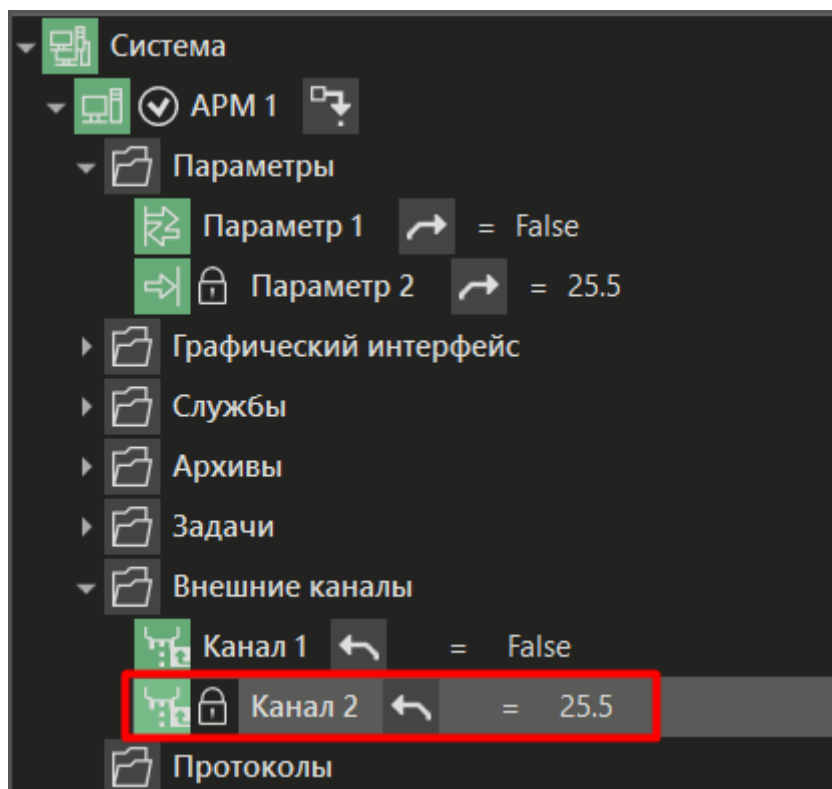 Система
АРМ 1
Параметры
Параметр 1 = False
Параметр 2 = 25.5
Графический интерфейс
Службы
Архивы
Задачи
Внешние каналы
Канал 1 = False
Канал 2 = 25.5
Протоколы